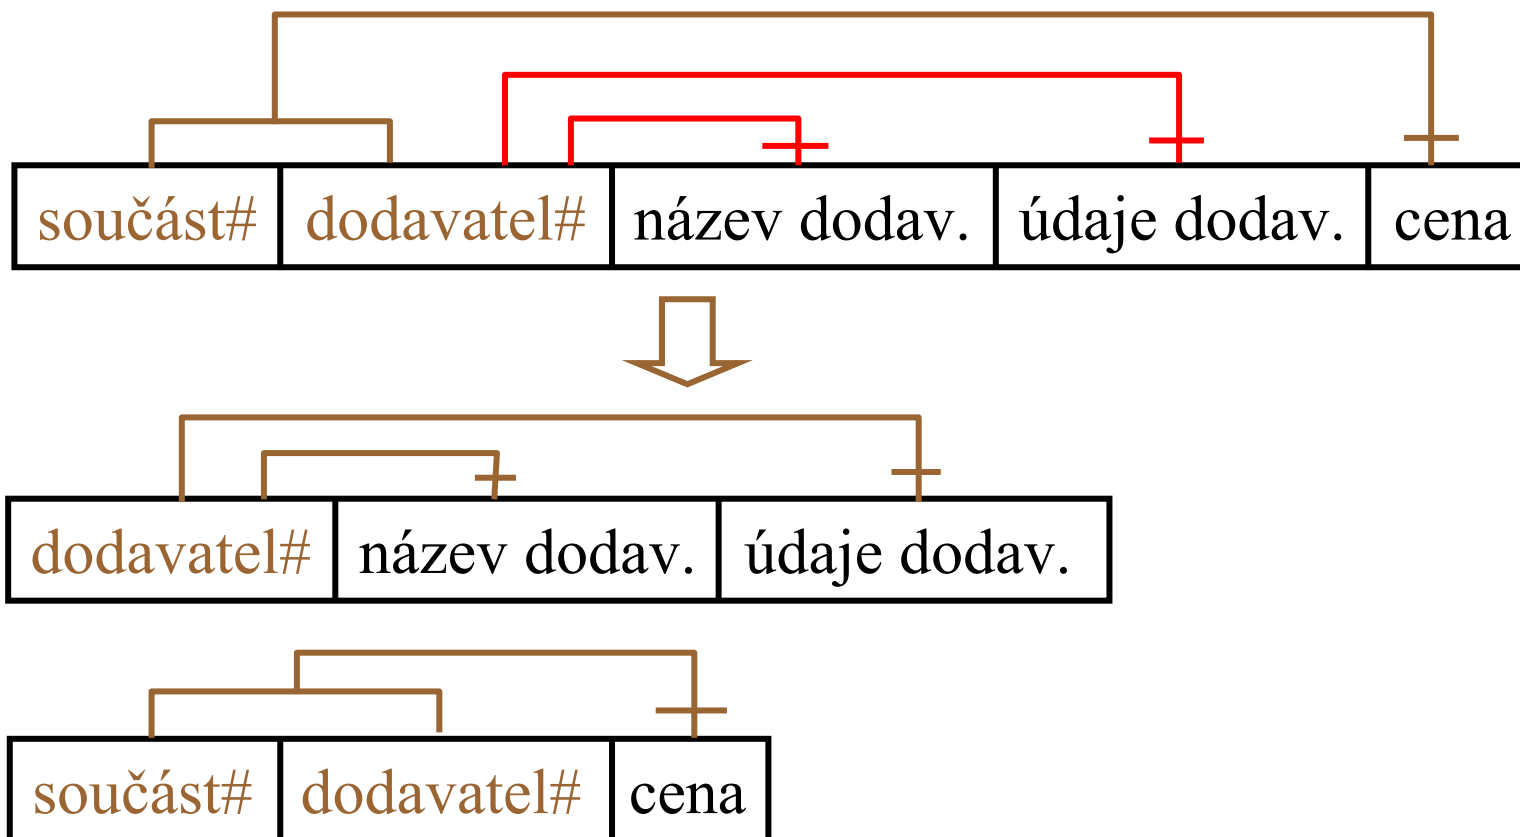 součást# dodavatel# název dodav. údaje dodav. cena
dodavatel# název dodav. údaje dodav.
součást# dodavatel# cena